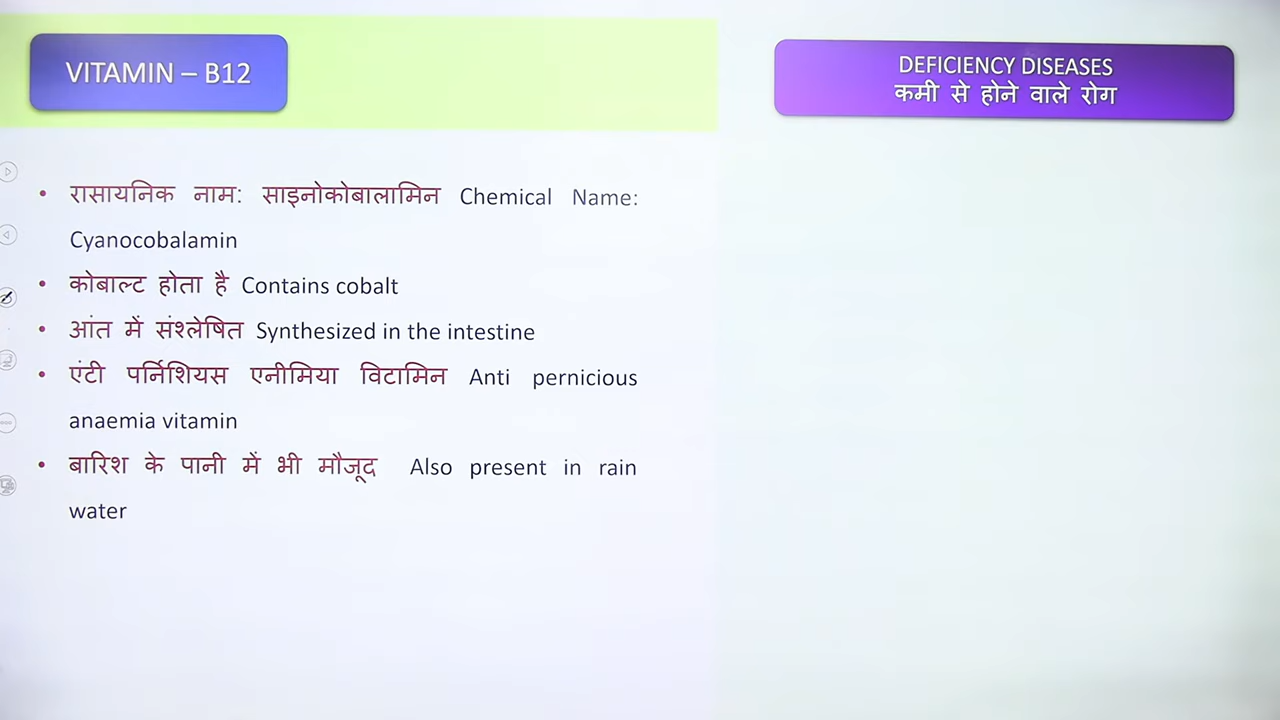 VITAMIN – B12
DEFICIENCY DISEASES
कमी से होने वाले रोग
• रासायनिक नाम: साइनोकोबालामिन Chemical Name:
Cyanocobalamin
• कोबाल्ट होता है Contains cobalt
• आंत में संश्लेषित Synthesized in the intestine
• एंटी पर्निशियस एनीमिया विटामिन Anti pernicious
anaemia vitamin
• बारिश के पानी में भी मौजूद Also present in rain
water